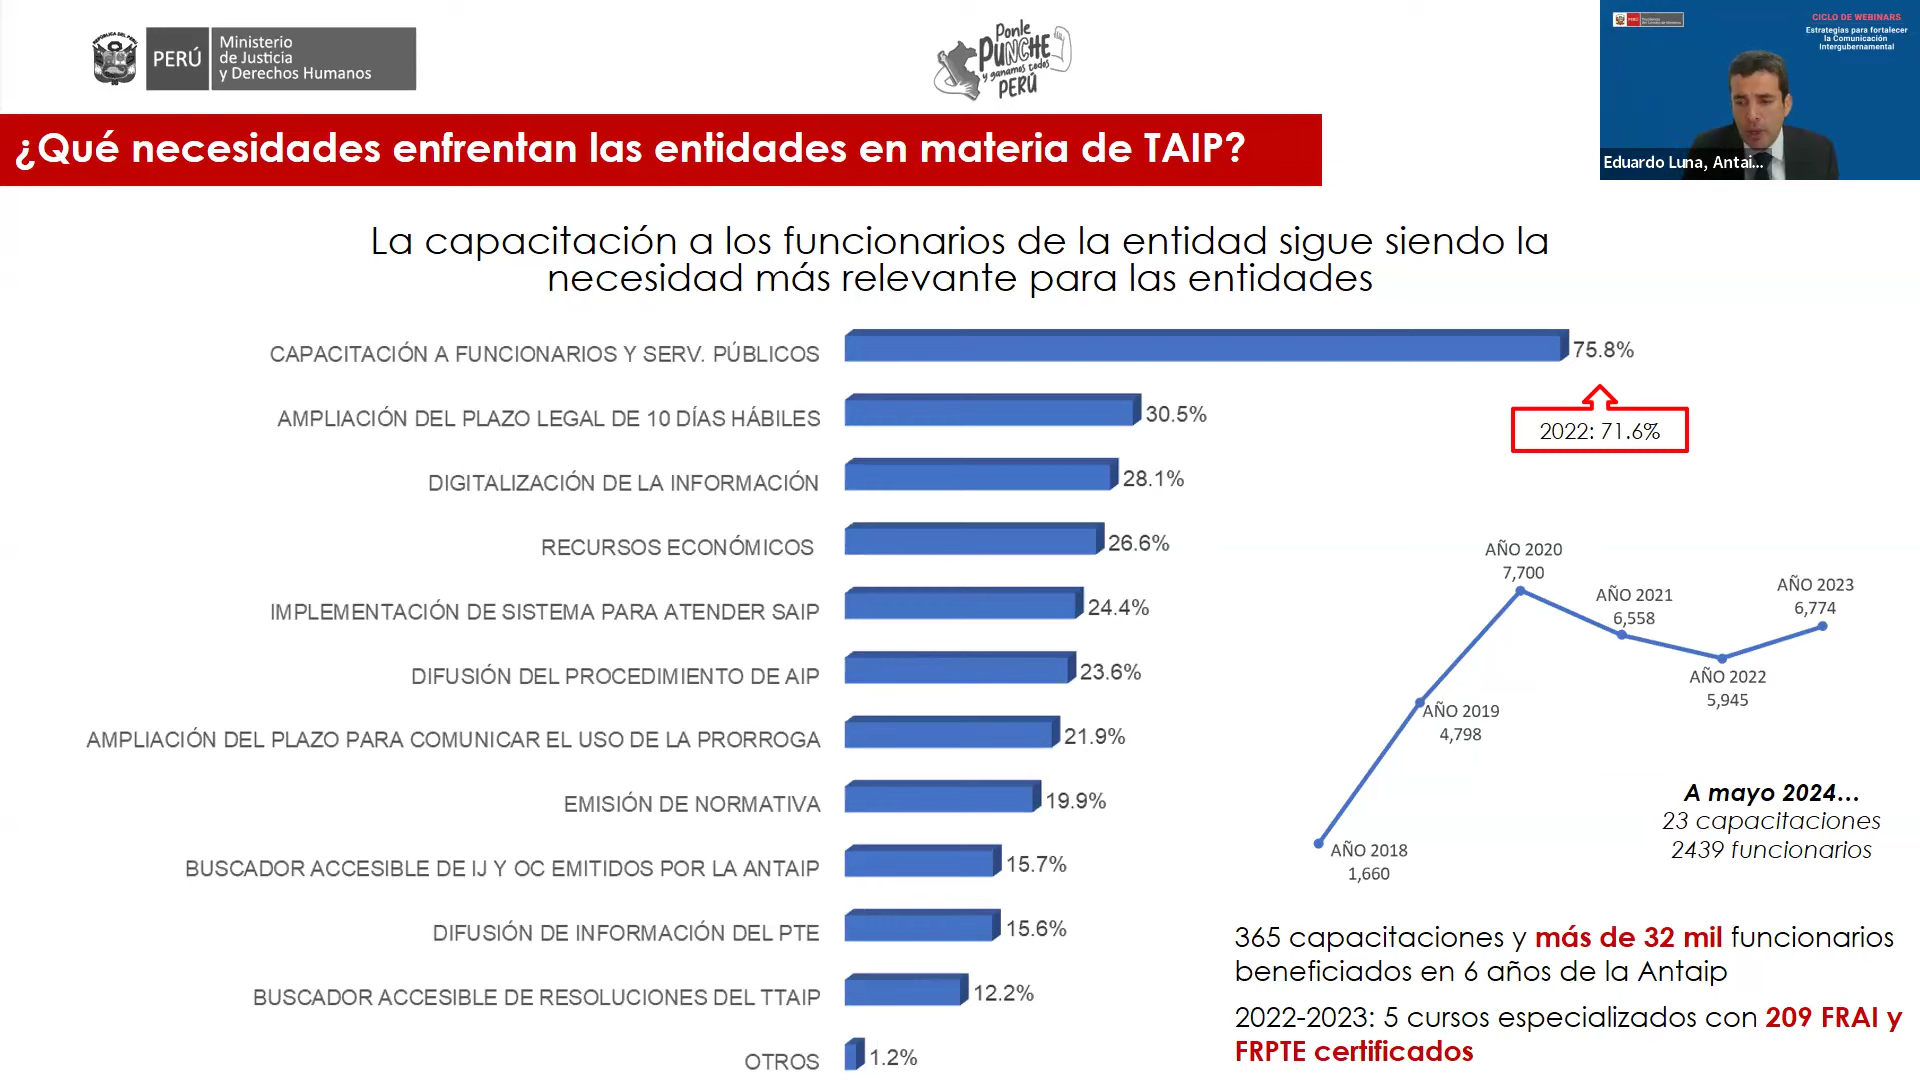 PERÚ
Ministerio
de Justicia
y Derechos Humanos
Ponle
PUNCHE
y ganamos todos
PERÚ
CICLO DE WEBINARS
Estrategias para fortalecer
la Comunicación
Intergubernamental
Eduardo Luna, Antai...
¿Qué necesidades enfrentan las entidades en materia de TAIP?
La capacitación a los funcionarios de la entidad sigue siendo la
necesidad más relevante para las entidades
CAPACITACIÓN A FUNCIONARIOS Y SERV. PÚBLICOS 75.8%
2022: 71.6%
AMPLIACIÓN DEL PLAZO LEGAL DE 10 DÍAS HÁBILES 30.5%
DIGITALIZACIÓN DE LA INFORMACIÓN 28.1%
RECURSOS ECONÓMICOS 26.6%
IMPLEMENTACIÓN DE SISTEMA PARA ATENDER SAIP 24.4%
DIFUSIÓN DEL PROCEDIMIENTO DE AIP 23.6%
AMPLIACIÓN DEL PLAZO PARA COMUNICAR EL USO DE LA PRORROGA 21.9%
EMISIÓN DE NORMATIVA 19.9%
BUSCADOR ACCESIBLE DE IJ Y OC EMITIDOS POR LA ANTAIP 15.7%
DIFUSIÓN DE INFORMACIÓN DEL PTE 15.6%
BUSCADOR ACCESIBLE DE RESOLUCIONES DEL TTAIP 12.2%
OTROS 1.2%
AÑO 2018
1,660
AÑO 2019
4,798
AÑO 2020
7,700
AÑO 2021
6,558
AÑO 2022
5,945
AÑO 2023
6,774
A mayo 2024...
23 capacitaciones
2439 funcionarios
365 capacitaciones y más de 32 mil funcionarios
beneficiados en 6 años de la Antaip
2022-2023: 5 cursos especializados con 209 FRAI y
FRPTE certificados